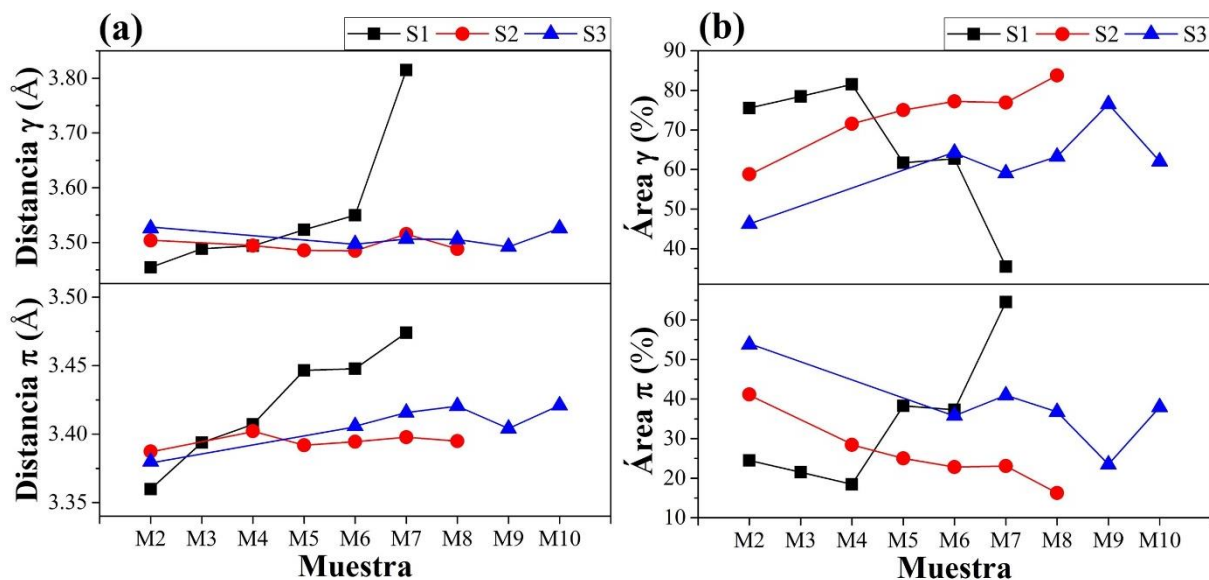 (a)
S1 S2 S3
Distancia γ (Å)
3.80
3.70
3.60
3.50
Distancia π (Å)
3.50
3.45
3.40
3.35
M2 M3 M4 M5 M6 M7 M8 M9 M10
Muestra
(b)
S1 S2 S3
Área γ (%)
90
80
70
60
50
40
Área π (%)
60
50
40
30
20
10
M2 M3 M4 M5 M6 M7 M8 M9 M10
Muestra